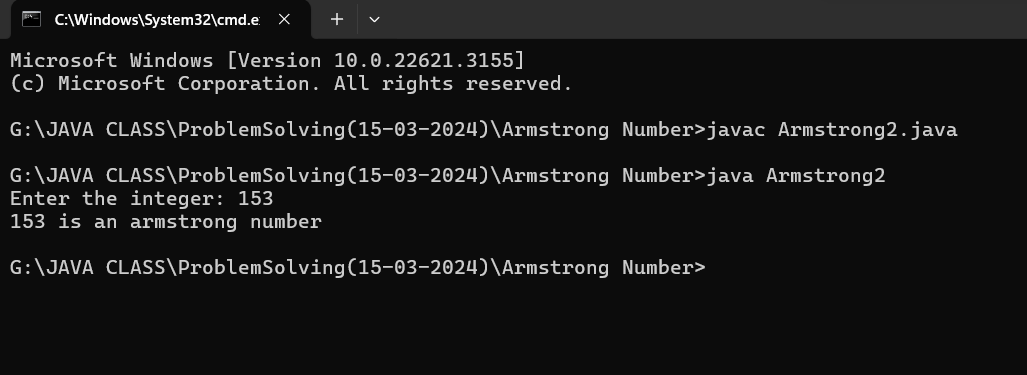 C:\Windows\System32\cmd.e
Microsoft Windows [Version 10.0.22621.3155]
(c) Microsoft Corporation. All rights reserved.
G:\JAVA CLASS\ProblemSolving(15-03-2024)\Armstrong Number>javac Armstrong2.java
G:\JAVA CLASS\ProblemSolving(15-03-2024)\Armstrong Number>java Armstrong2
Enter the integer: 153
153 is an armstrong number
G:\JAVA CLASS\ProblemSolving(15-03-2024)\Armstrong Number>